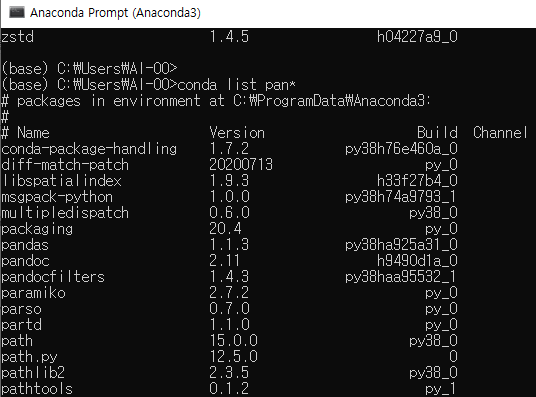 Anaconda Prompt (Anaconda3)
zstd 1.4.5 h04227a9_0
(base) C:₩Users₩AI-00>
(base) C:₩Users₩AI-00>conda list pan*
# packages in environment at C:₩ProgramData₩Anaconda3:
#
# Name Version Build Channel
conda-package-handling 1.7.2 py38h76e460a_0
diff-match-patch 20200713 py_0
libspatialindex 1.9.3 h33f27b4_0
msgpack-python 1.0.0 py38h74a9793_1
multipledispatch 0.6.0 py38_0
packaging 20.4 py_0
pandas 1.1.3 py38ha925a31_0
pandoc 2.11 h9490d1a_0
pandocfilters 1.4.3 py38haa95532_1
paramiko 2.7.2 py_0
parso 0.7.0 py_0
partd 1.1.0 py_0
path 15.0.0 py38_0
path.py 12.5.0 0
pathlib2 2.3.5 py38_0
pathtools 0.1.2 py_1